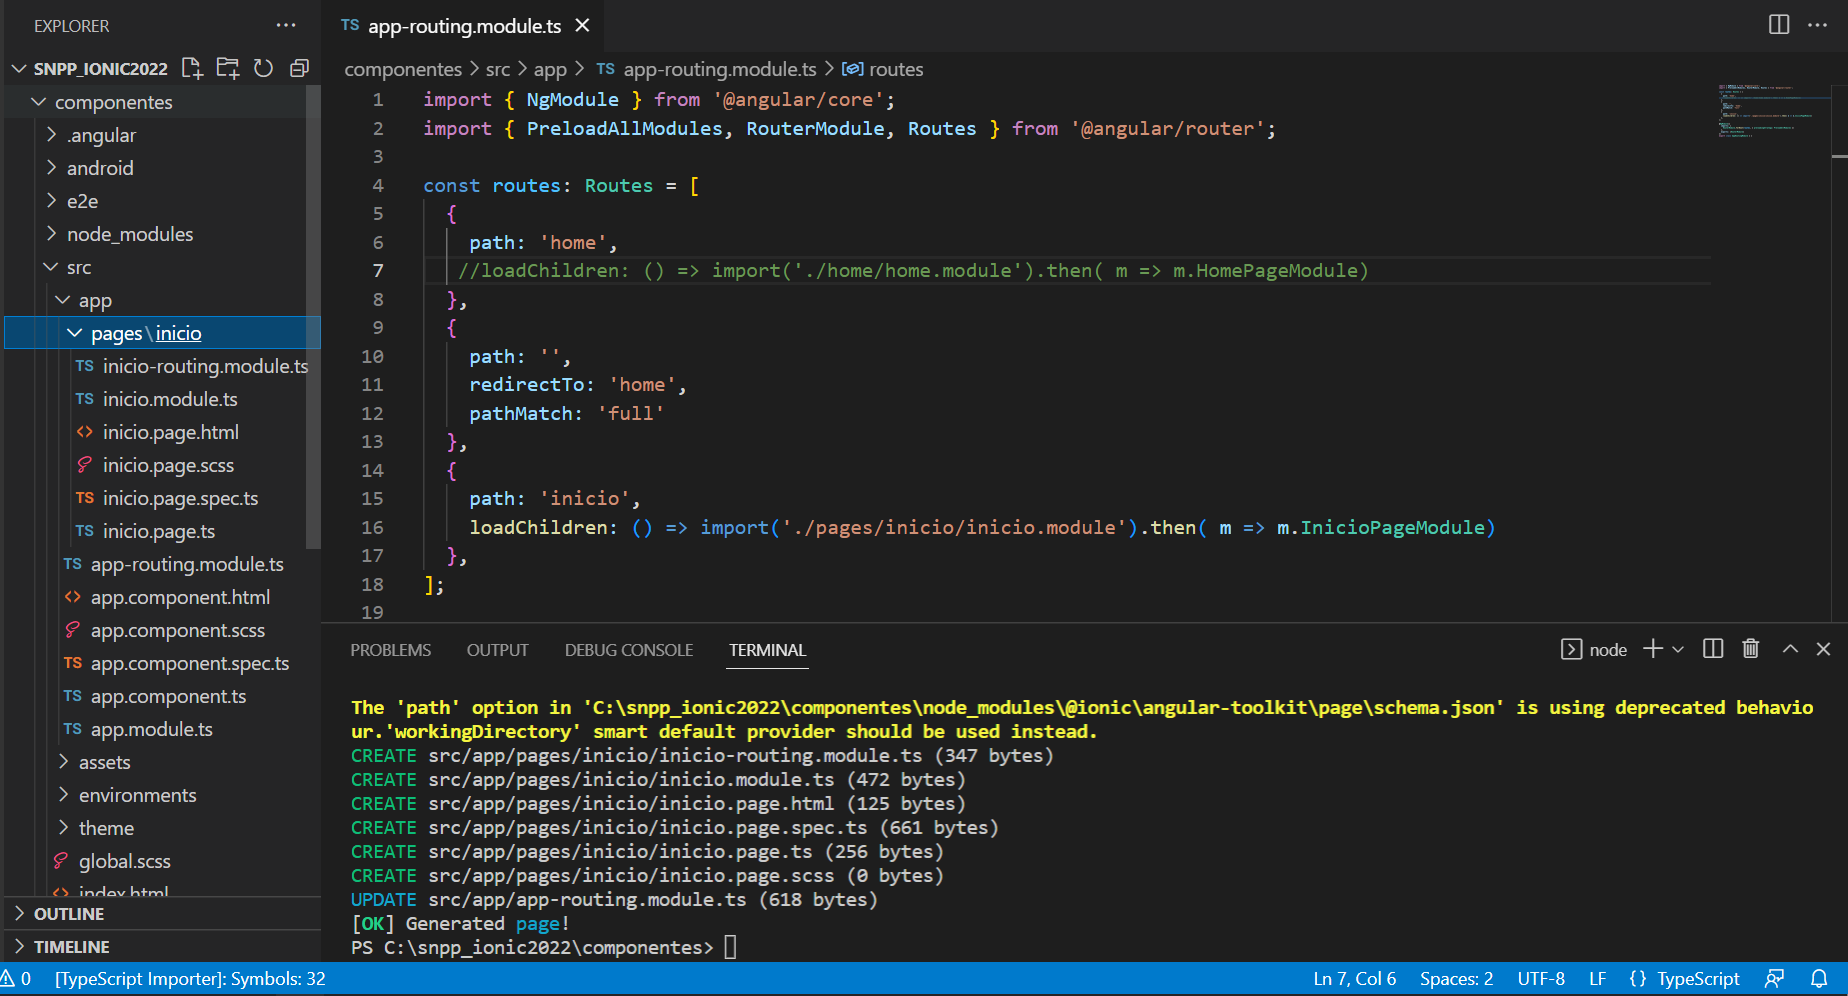 EXPLORER
SNPP_IONIC2022
componentes
.angular
android
e2e
node_modules
src
app
pages\inicio
TS inicio-routing.module.ts
TS inicio.module.ts
<> inicio.page.html
inicio.page.scss
TS inicio.page.spec.ts
TS inicio.page.ts
TS app-routing.module.ts
<> app.component.html
app.component.scss
TS app.component.spec.ts
TS app.component.ts
TS app.module.ts
assets
environments
theme
global.scss
<> index.html
OUTLINE
TIMELINE
TS app-routing.module.ts
componentes > src > app > TS app-routing.module.ts > routes
1 import { NgModule } from '@angular/core';
2 import { PreloadAllModules, RouterModule, Routes } from '@angular/router';
3
4 const routes: Routes = [
5 {
6 path: 'home',
7 //loadChildren: () => import('./home/home.module').then( m => m.HomePageModule)
8 },
9 {
10 path: '',
11 redirectTo: 'home',
12 pathMatch: 'full'
13 },
14 {
15 path: 'inicio',
16 loadChildren: () => import('./pages/inicio/inicio.module').then( m => m.InicioPageModule)
17 },
18 ];
19
PROBLEMS OUTPUT DEBUG CONSOLE TERMINAL node
The 'path' option in 'C:\snpp_ionic2022\componentes\node_modules\@ionic\angular-toolkit\page\schema.json' is using deprecated behavio
ur.'workingDirectory' smart default provider should be used instead.
CREATE src/app/pages/inicio/inicio-routing.module.ts (347 bytes)
CREATE src/app/pages/inicio/inicio.module.ts (472 bytes)
CREATE src/app/pages/inicio/inicio.page.html (125 bytes)
CREATE src/app/pages/inicio/inicio.page.spec.ts (661 bytes)
CREATE src/app/pages/inicio/inicio.page.ts (256 bytes)
CREATE src/app/pages/inicio/inicio.page.scss (0 bytes)
UPDATE src/app/app-routing.module.ts (618 bytes)
[OK] Generated page!
PS C:\snpp_ionic2022\componentes>
0 [TypeScript Importer]: Symbols: 32 Ln 7, Col 6 Spaces: 2 UTF-8 LF {} TypeScript